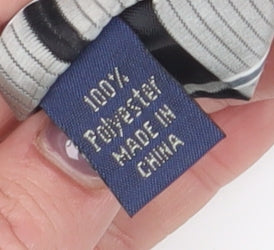 100%
Polyester
MADE IN
CHINA